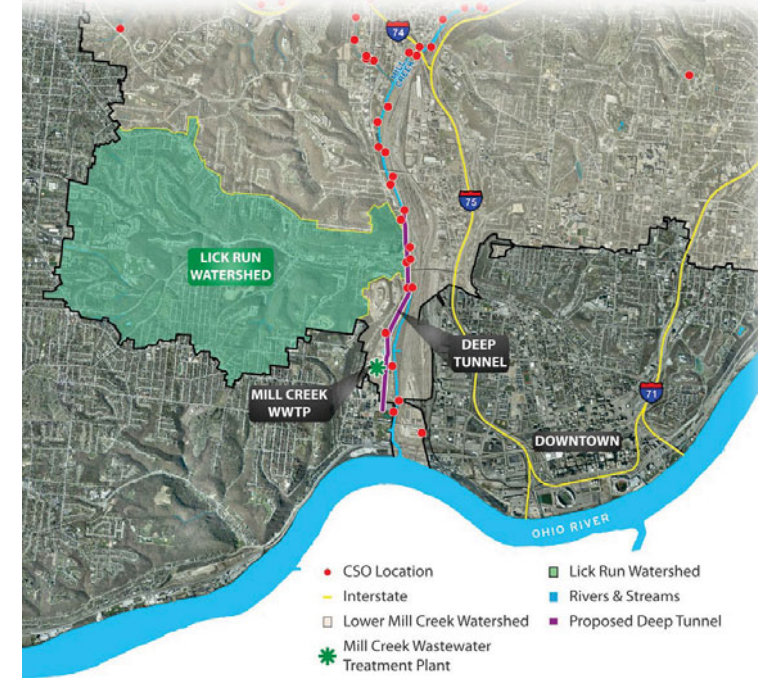 74
MILL
CREEK
75
LICK RUN
WATERSHED
DEEP
TUNNEL
MILL CREEK
WWTP
71
DOWNTOWN
OHIO RIVER
CSO Location
Interstate
Lower Mill Creek Watershed
Mill Creek Wastewater
Treatment Plant
Lick Run Watershed
Rivers & Streams
Proposed Deep Tunnel